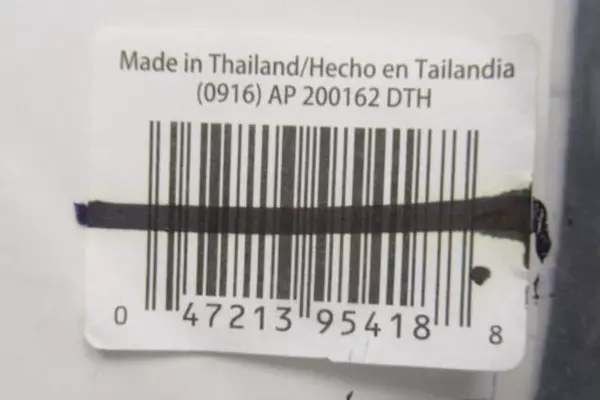 Made in Thailand/Hecho en Tailandia
(0916) AP 200162 DTH
0 47213 95418 8